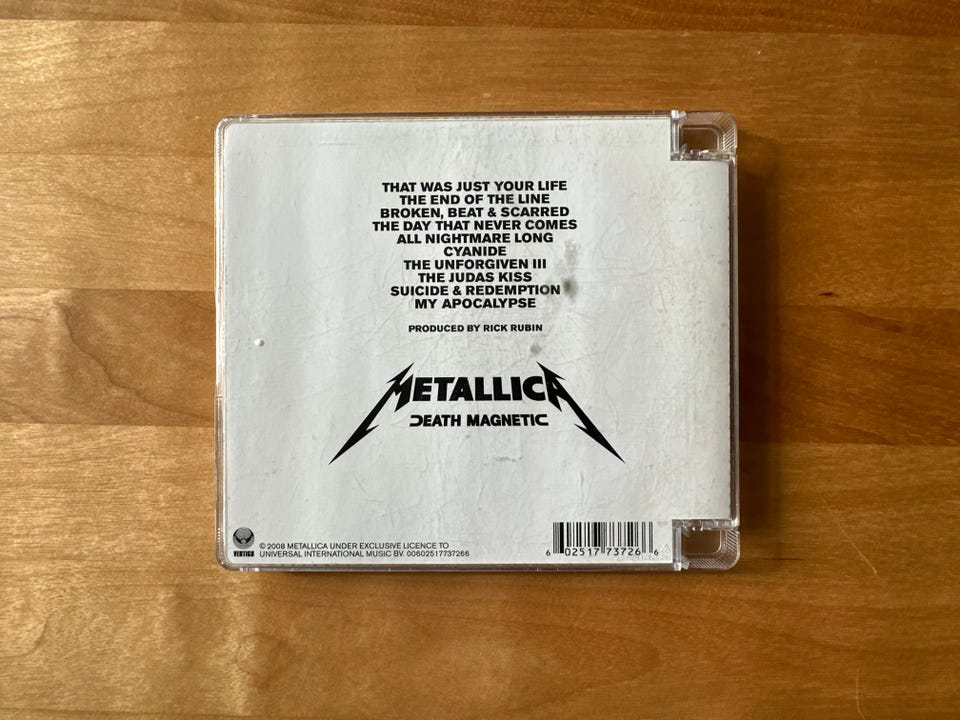 THAT WAS JUST YOUR LIFE
THE END OF THE LINE
BROKEN, BEAT & SCARRED
THE DAY THAT NEVER COMES
ALL NIGHTMARE LONG
CYANIDE
THE UNFORGIVEN III
THE JUDAS KISS
SUICIDE & REDEMPTION
MY APOCALYPSE
PRODUCED BY RICK RUBIN
METALLICA
DEATH MAGNETIC
VERTIGO
© 2008 METALLICA UNDER EXCLUSIVE LICENCE TO
UNIVERSAL INTERNATIONAL MUSIC BV. 00602517737266
6 02517 73726 6